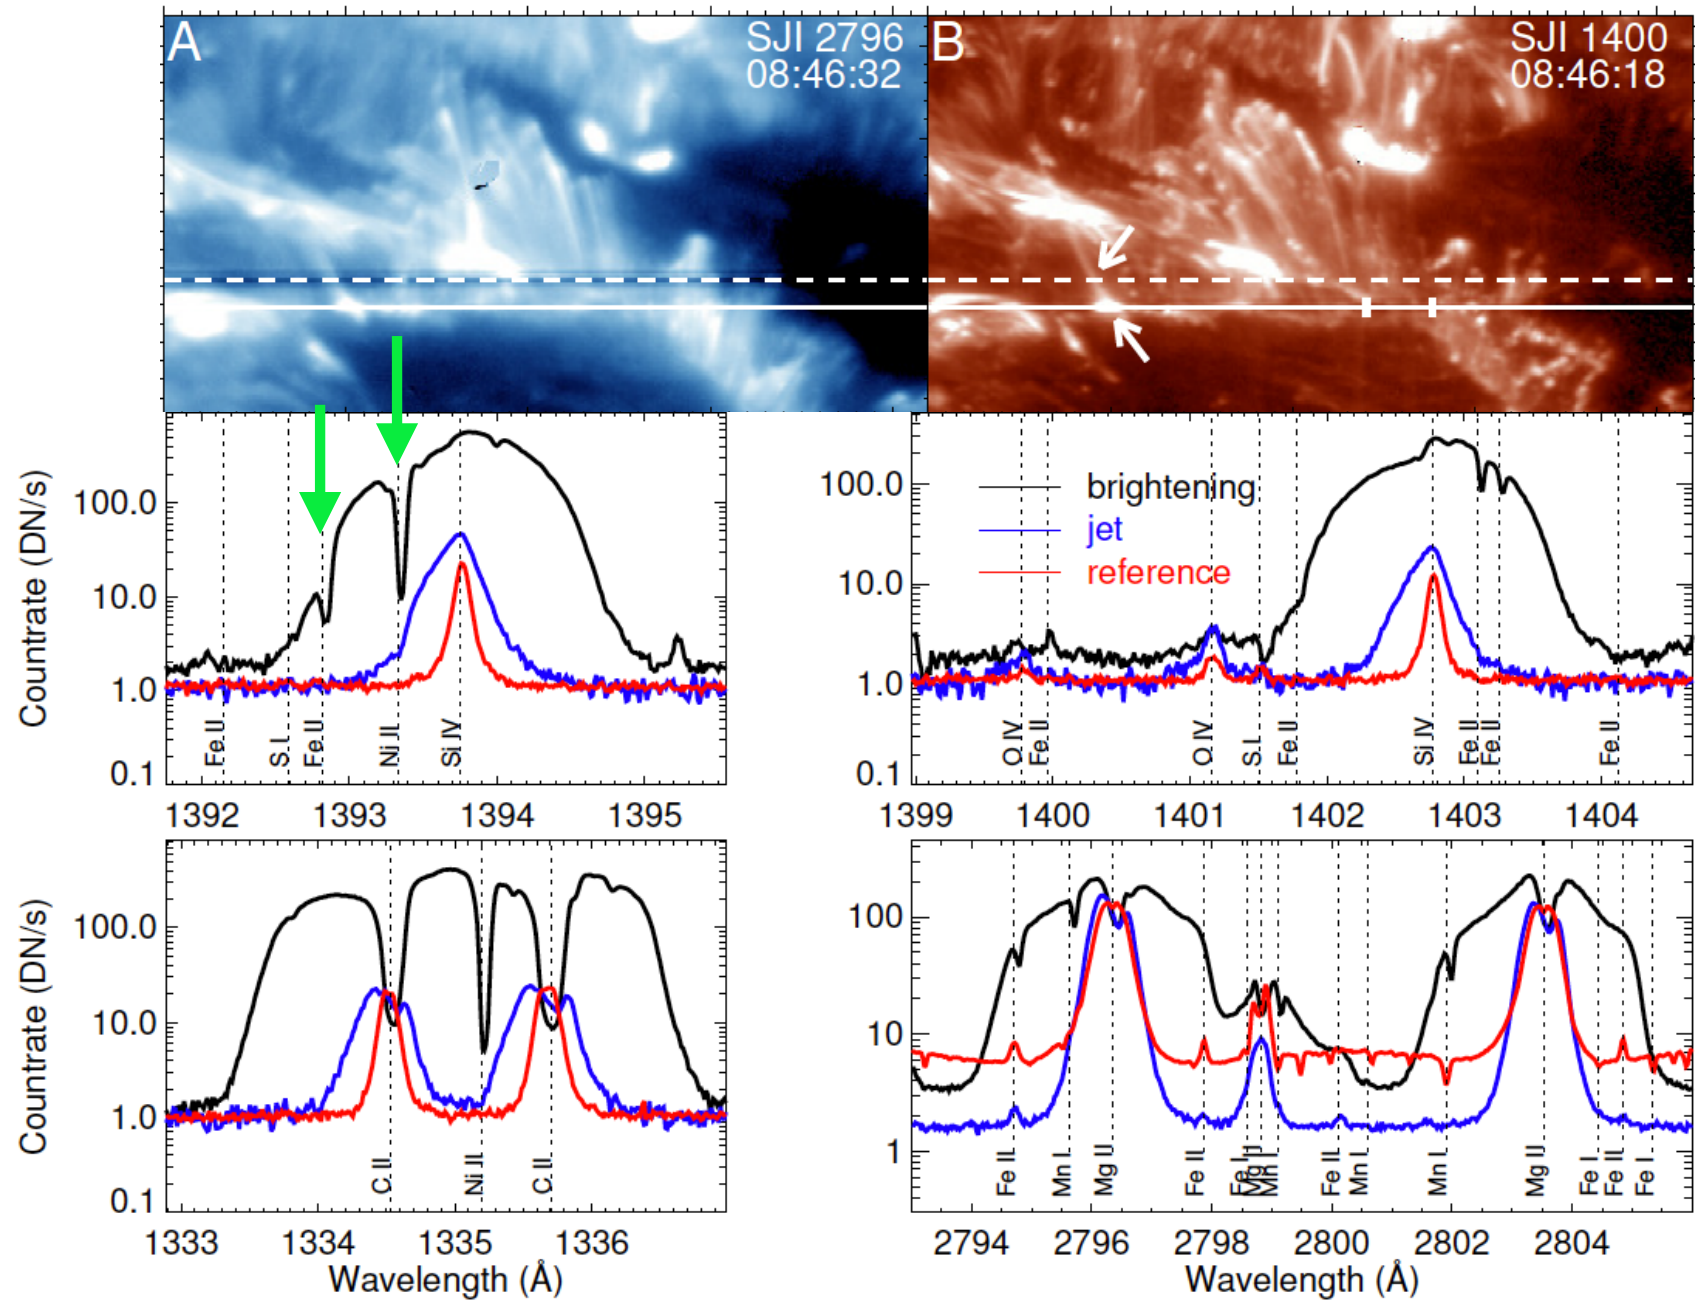 A
SJI 2796
08:46:32
B
SJI 1400
08:46:18
Countrate (DN/s)
100.0
10.0
1.0
0.1
Fe II
S I
Fe II
Ni II
Si IV
1392
1393
1394
1395
100.0
10.0
1.0
0.1
brightening
jet
reference
O IV
Fe II
O IV
S I
Fe II
Si IV
Fe II
Fe II
Fe II
1399
1400
1401
1402
1403
1404
Countrate (DN/s)
100.0
10.0
1.0
0.1
C II
Ni II
C II
1333
1334
1335
1336
Wavelength (Å)
100
10
1
Fe II
Mn I
Mg II
Fe II
Fe I
Mg II
Mn I
Fe II
Mn I
Mn I
Mg II
Fe I
Fe II
Fe I
2794
2796
2798
2800
2802
2804
Wavelength (Å)